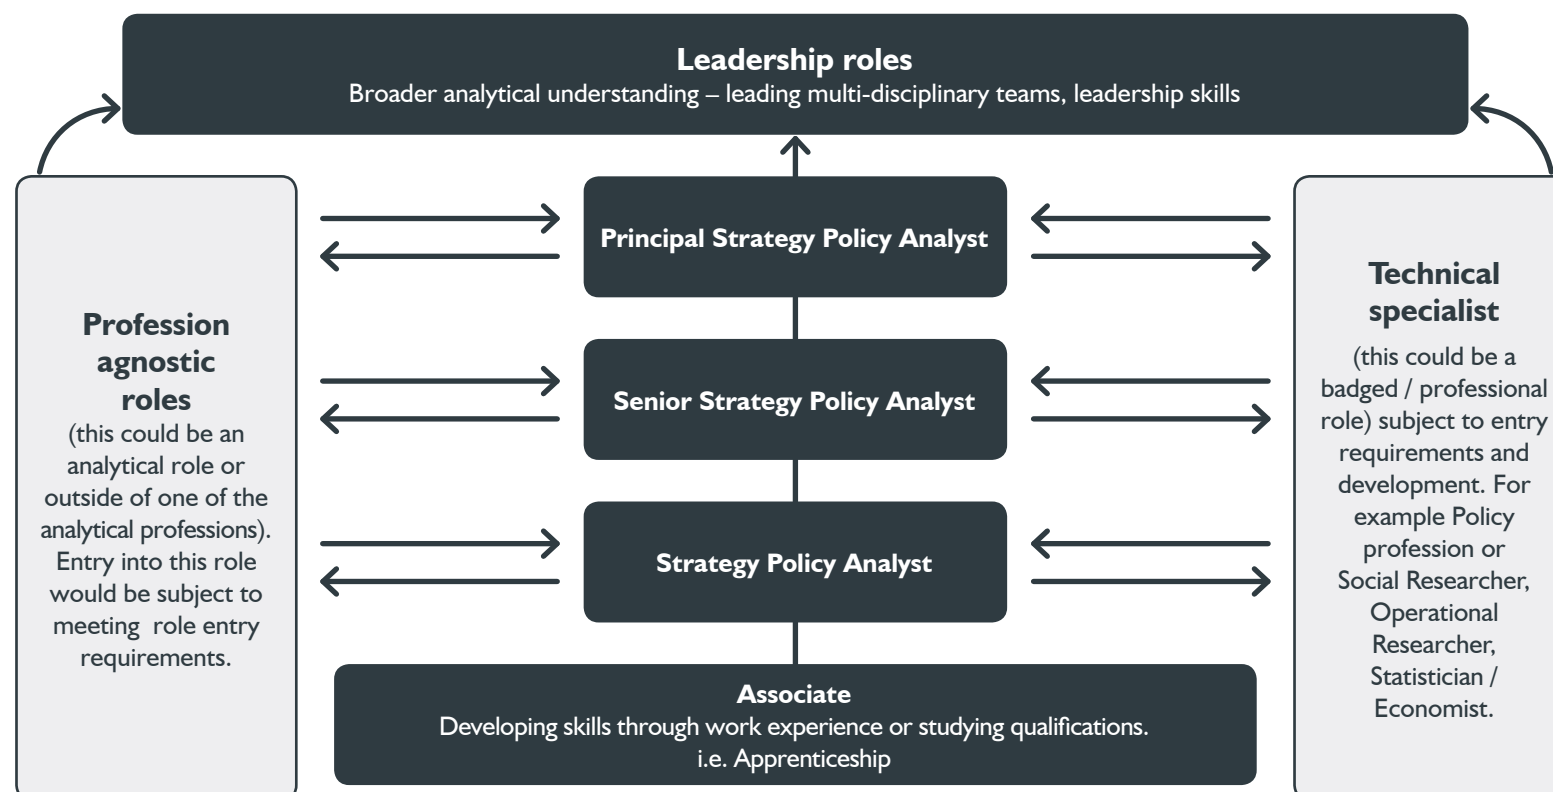 Leadership roles
Broader analytical understanding – leading multi-disciplinary teams, leadership skills
Profession
agnostic
roles
(this could be an
analytical role or
outside of one of the
analytical professions).
Entry into this role
would be subject to
meeting  role entry
requirements.
Principal Strategy Policy Analyst
Senior Strategy Policy Analyst
Strategy Policy Analyst
Associate
Developing skills through work experience or studying qualifications.
i.e. Apprenticeship
Technical
specialist
(this could be a
badged / professional
role) subject to entry
requirements and
development. For
example Policy
profession or
Social Researcher,
Operational
Researcher,
Statistician /
Economist.